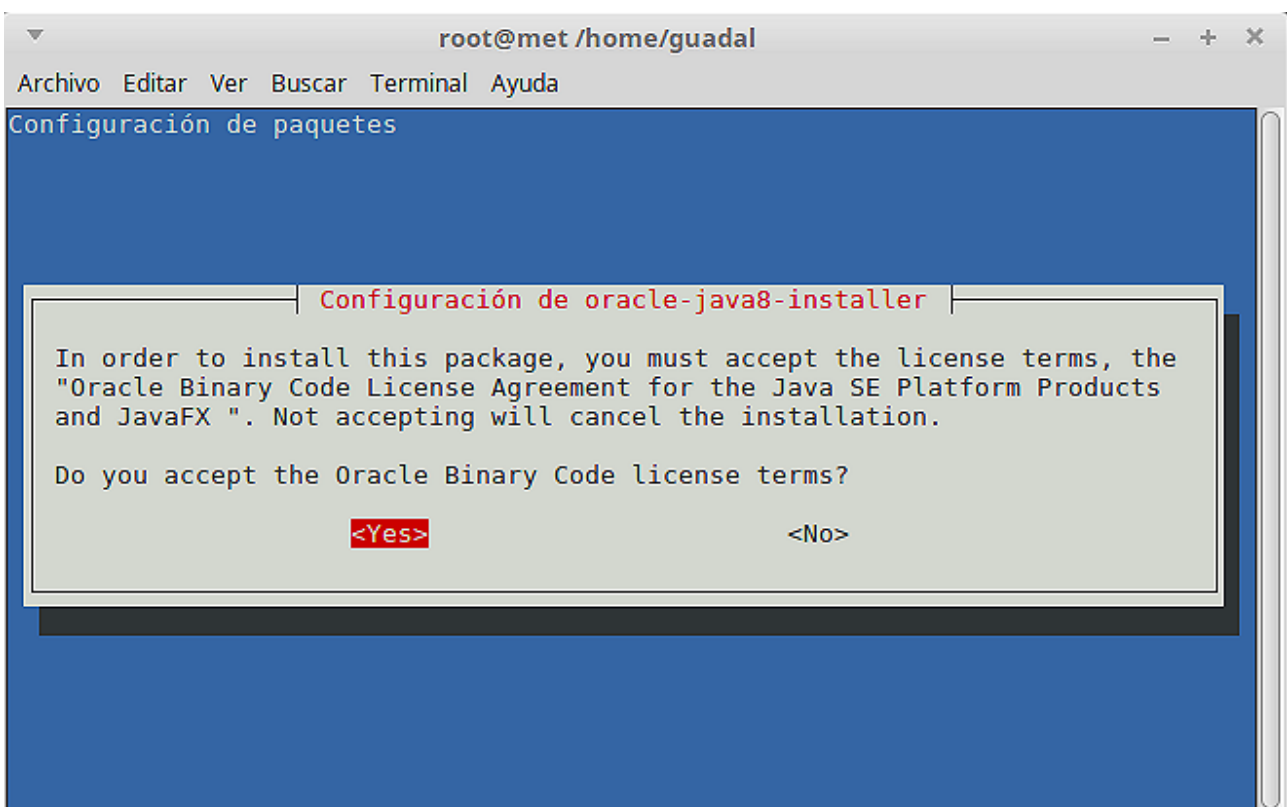 root@met /home/guadal
Archivo Editar Ver Buscar Terminal Ayuda
Configuración de paquetes
Configuración de oracle-java8-installer
In order to install this package, you must accept the license terms, the
"Oracle Binary Code License Agreement for the Java SE Platform Products
and JavaFX ". Not accepting will cancel the installation.
Do you accept the Oracle Binary Code license terms?
<Yes> <No>